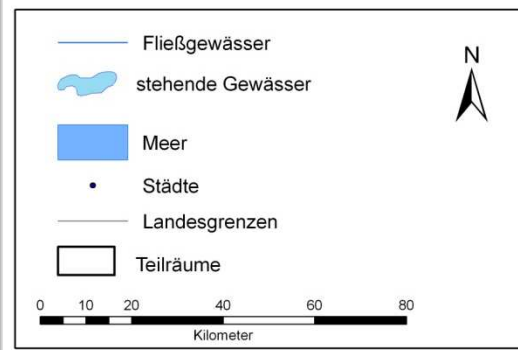 Fließgewässer
N
stehende Gewässer
Meer
Städte
Landesgrenzen
Teilräume
0 10 20 40 60 80
Kilometer